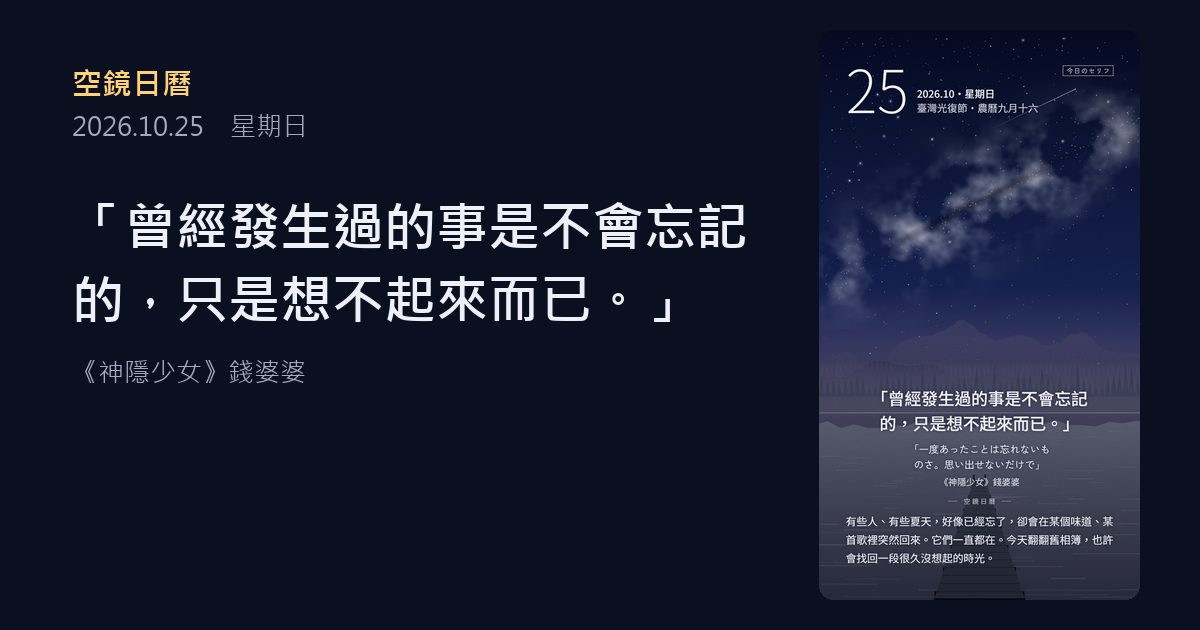 空鏡日曆
2026.10.25 星期日
「曾經發生過的事是不會忘記
的，只是想不起來而已。」
《神隱少女》錢婆婆
今日のセリフ
25
2026.10・星期日
臺灣光復節・農曆九月十六
「曾經發生過的事是不會忘記
的，只是想不起來而已。」
「一度あったことは忘れないも
のさ。思い出せないだけで」
《神隱少女》錢婆婆
— 空鏡日曆 —
有些人、有些夏天，好像已經忘了，卻會在某個味道、某
首歌裡突然回來。它們一直都在。今天翻翻舊相簿，也許
會找回一段很久沒想起的時光。